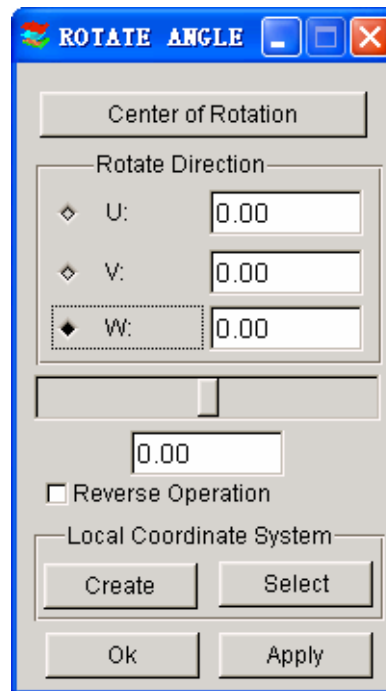 ROTATE ANGLE
Center of Rotation
Rotate Direction
U: 0.00
V: 0.00
W: 0.00
0.00
Reverse Operation
Local Coordinate System
Create Select
Ok Apply